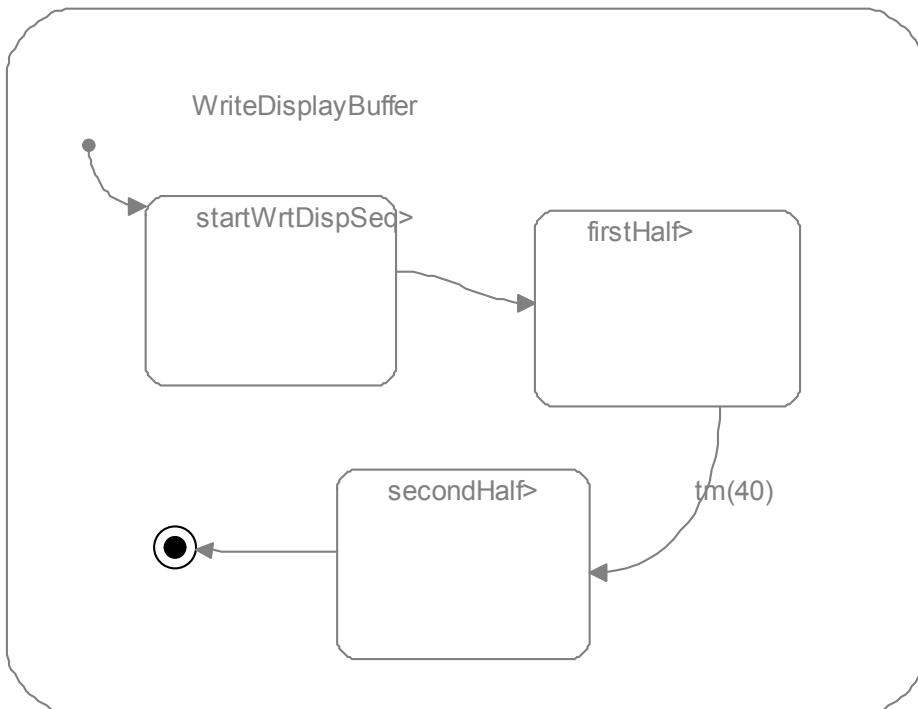 WriteDisplayBuffer
startWrtDispSeq>
firstHalf>
secondHalf>
tm(40)